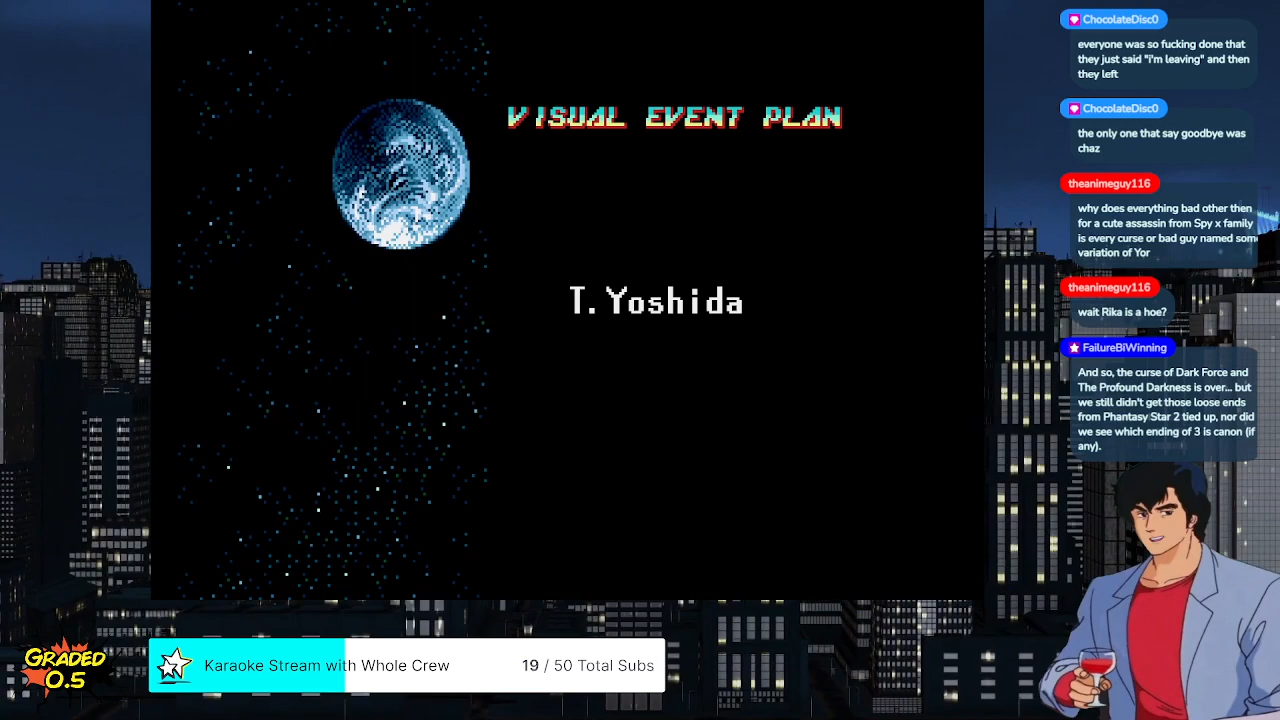 VISUAL EVENT PLAN
T. Yoshida
ChocolateDisc0
everyone was so fucking done that
they just said "i'm leaving" and then
they left
ChocolateDisc0
the only one that say goodbye was
chaz
theanimeguy116
why does everything bad other then
for a cute assassin from Spy x family
is every curse or bad guy named some
variation of Yor
theanimeguy116
wait Rika is a hoe?
FailureBiWinning
And so, the curse of Dark Force and
The Profound Darkness is over... but
we still didn't get those loose ends
from Phantasy Star 2 tied up, nor did
we see which ending of 3 is canon (if
any).
GRADED
0.5
Karaoke Stream with Whole Crew
19 / 50 Total Subs